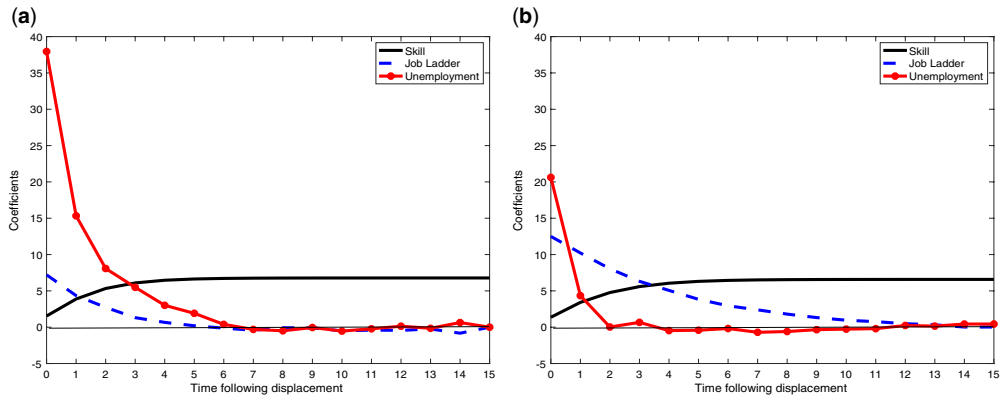 (a)
40
35
30
25
20
15
10
5
0
-5
Coefficients
0 1 2 3 4 5 6 7 8 9 10 11 12 13 14 15
Time following displacement
Skill
Job Ladder
Unemployment
(b)
40
35
30
25
20
15
10
5
0
-5
Coefficients
0 1 2 3 4 5 6 7 8 9 10 11 12 13 14 15
Time following displacement
Skill
Job Ladder
Unemployment